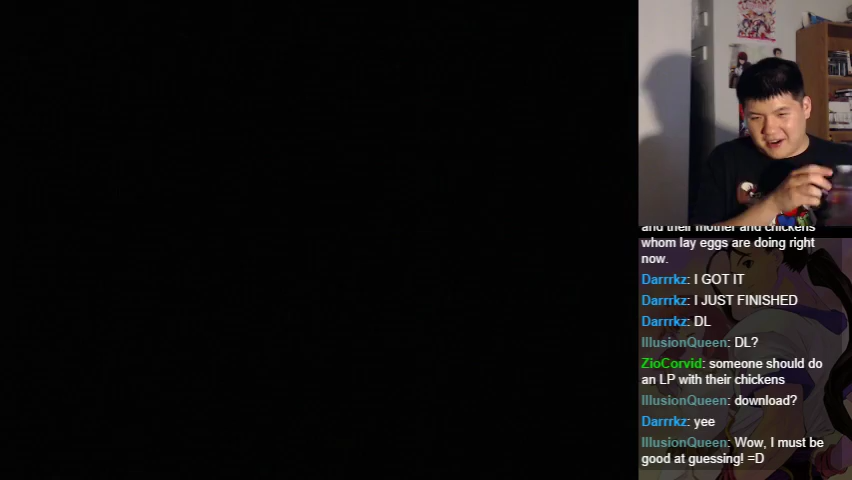 and their mother and chickens
whom lay eggs are doing right
now.
Darrrkz: I GOT IT
Darrrkz: I JUST FINISHED
Darrrkz: DL
IllusionQueen: DL?
ZioCorvid: someone should do
an LP with their chickens
IllusionQueen: download?
Darrrkz: yee
IllusionQueen: Wow, I must be
good at guessing! =D